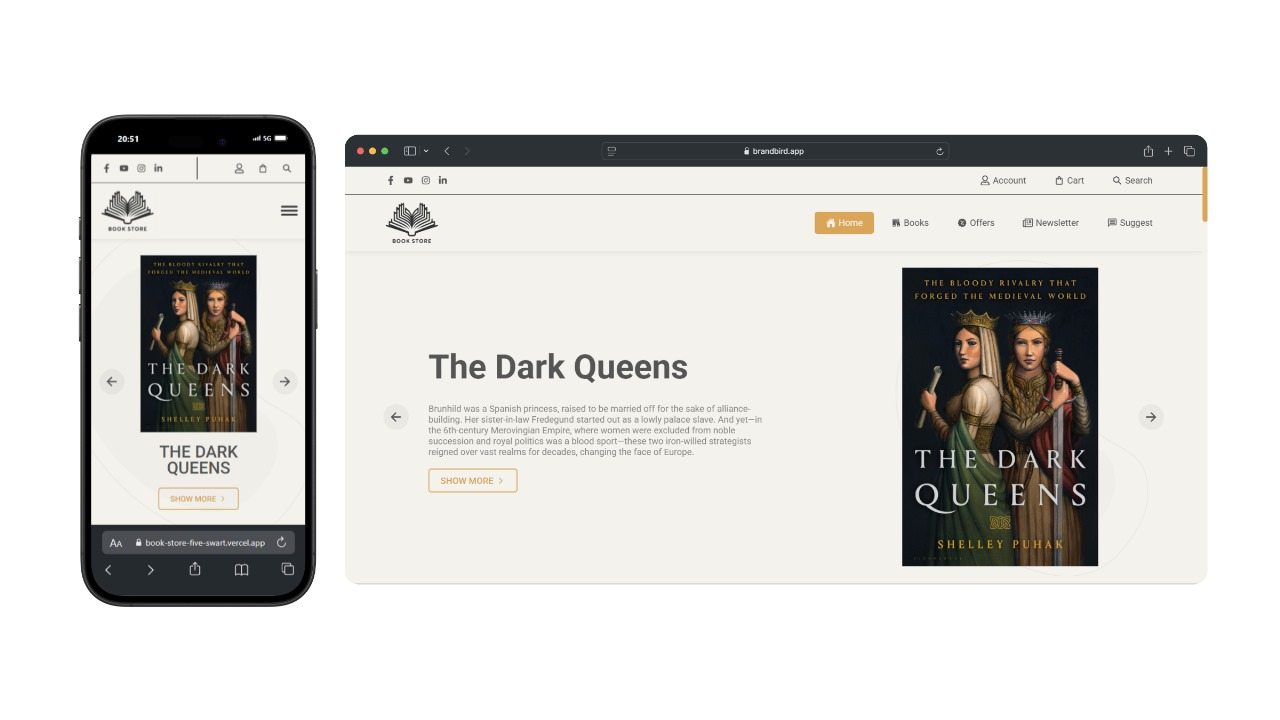 20:51
5G
BOOK STORE
THE BLOODY RIVALRY THAT
FORGED THE MEDIEVAL WORLD
THE DARK
QUEENS
SHELLEY PUHAK
THE DARK
QUEENS
SHOW MORE
AA book-store-five-swart.vercel.app
brandbird.app
Account Cart Search
BOOK STORE
Home Books Offers Newsletter Suggest
The Dark Queens
Brunhild was a Spanish princess, raised to be married off for the sake of alliance-
building. Her sister-in-law Fredegund started out as a lowly palace slave. And yet—in
the 6th-century Merovingian Empire, where women were excluded from noble
succession and royal politics was a blood sport—these two iron-willed strategists
reigned over vast realms for decades, changing the face of Europe.
SHOW MORE
THE BLOODY RIVALRY THAT
FORGED THE MEDIEVAL WORLD
THE DARK
QUEENS
SHELLEY PUHAK